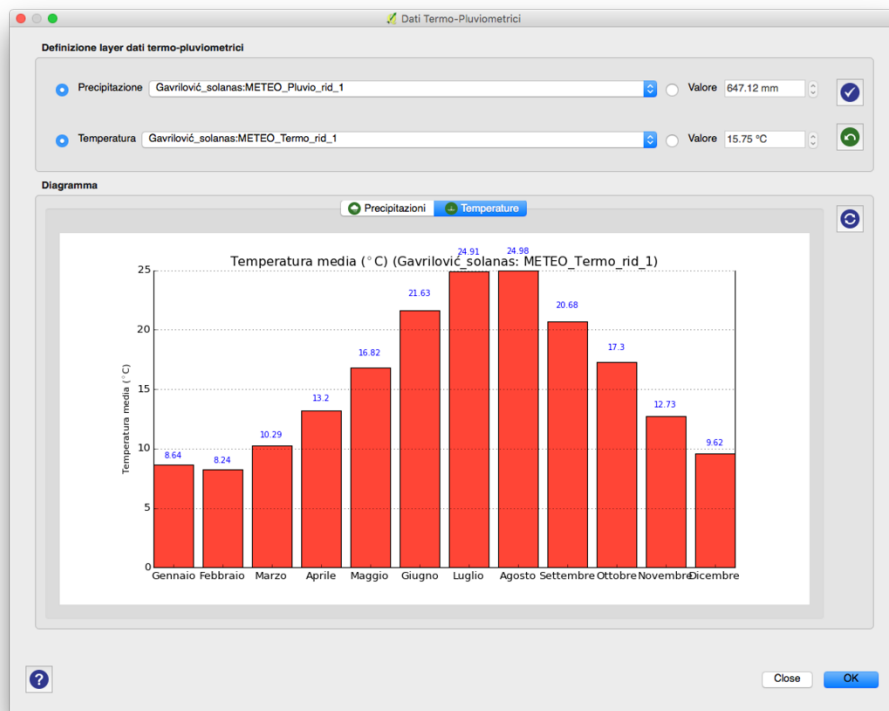 Dati Termo-Pluviometrici
Definizione layer dati termo-pluviometrici
Precipitazione Gavrilović_solanas:METEO_Pluvio_rid_1 Valore 647.12 mm
Temperatura Gavrilović_solanas:METEO_Termo_rid_1 Valore 15.75 °C
Diagramma
Precipitazioni Temperature
24.91 24.98
Temperatura media (°C) (Gavrilović_solanas: METEO_Termo_rid_1)
25
21.63
20.68
20
17.3
16.82
15
13.2
12.73
10.29
10
9.62
8.64
8.24
5
0
Temperatura media (°C)
Gennaio Febbraio Marzo Aprile Maggio Giugno Luglio Agosto Settembre Ottobre Novembre Dicembre
? Close OK